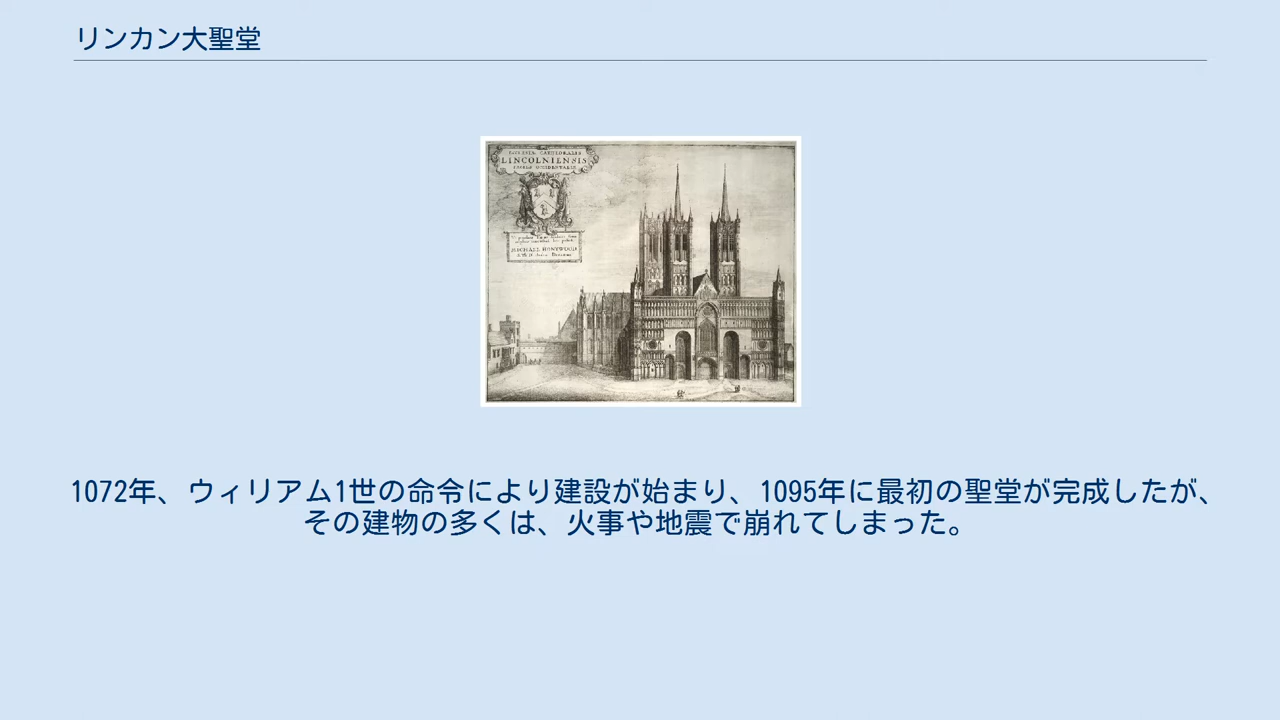 リンカン大聖堂
LINCOLNIENSIS
MICHAEL HONYWOOD
1072年、ウィリアム1世の命令により建設が始まり、1095年に最初の聖堂が完成したが、
その建物の多くは、火事や地震で崩れてしまった。